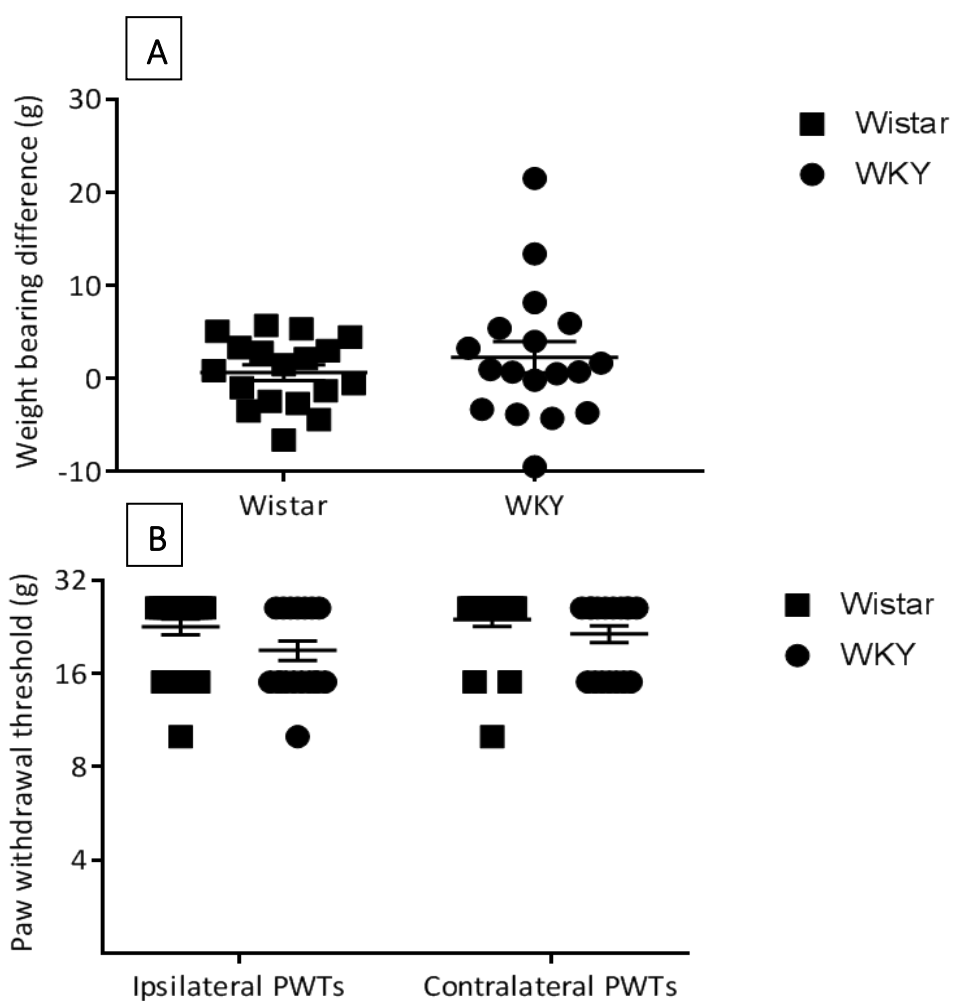 A
Weight bearing difference (g)
30
20
10
0
-10
Wistar
WKY
Wistar
WKY
B
Paw withdrawal threshold (g)
32
16
8
4
Ipsilateral PWTs
Contralateral PWTs
Wistar
WKY